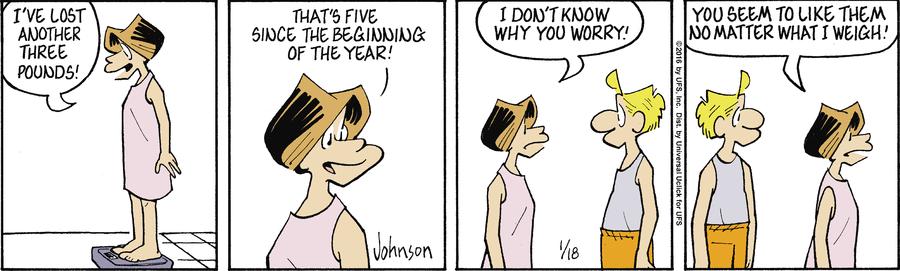 I'VE LOST
ANOTHER
THREE
POUNDS!
THAT'S FIVE
SINCE THE BEGINNING
OF THE YEAR!
Johnson
I DON'T KNOW
WHY YOU WORRY!
1/18
©2016 by UFS, Inc. Dist. by Universal Uclick for UFS
YOU SEEM TO LIKE THEM
NO MATTER WHAT I WEIGH!